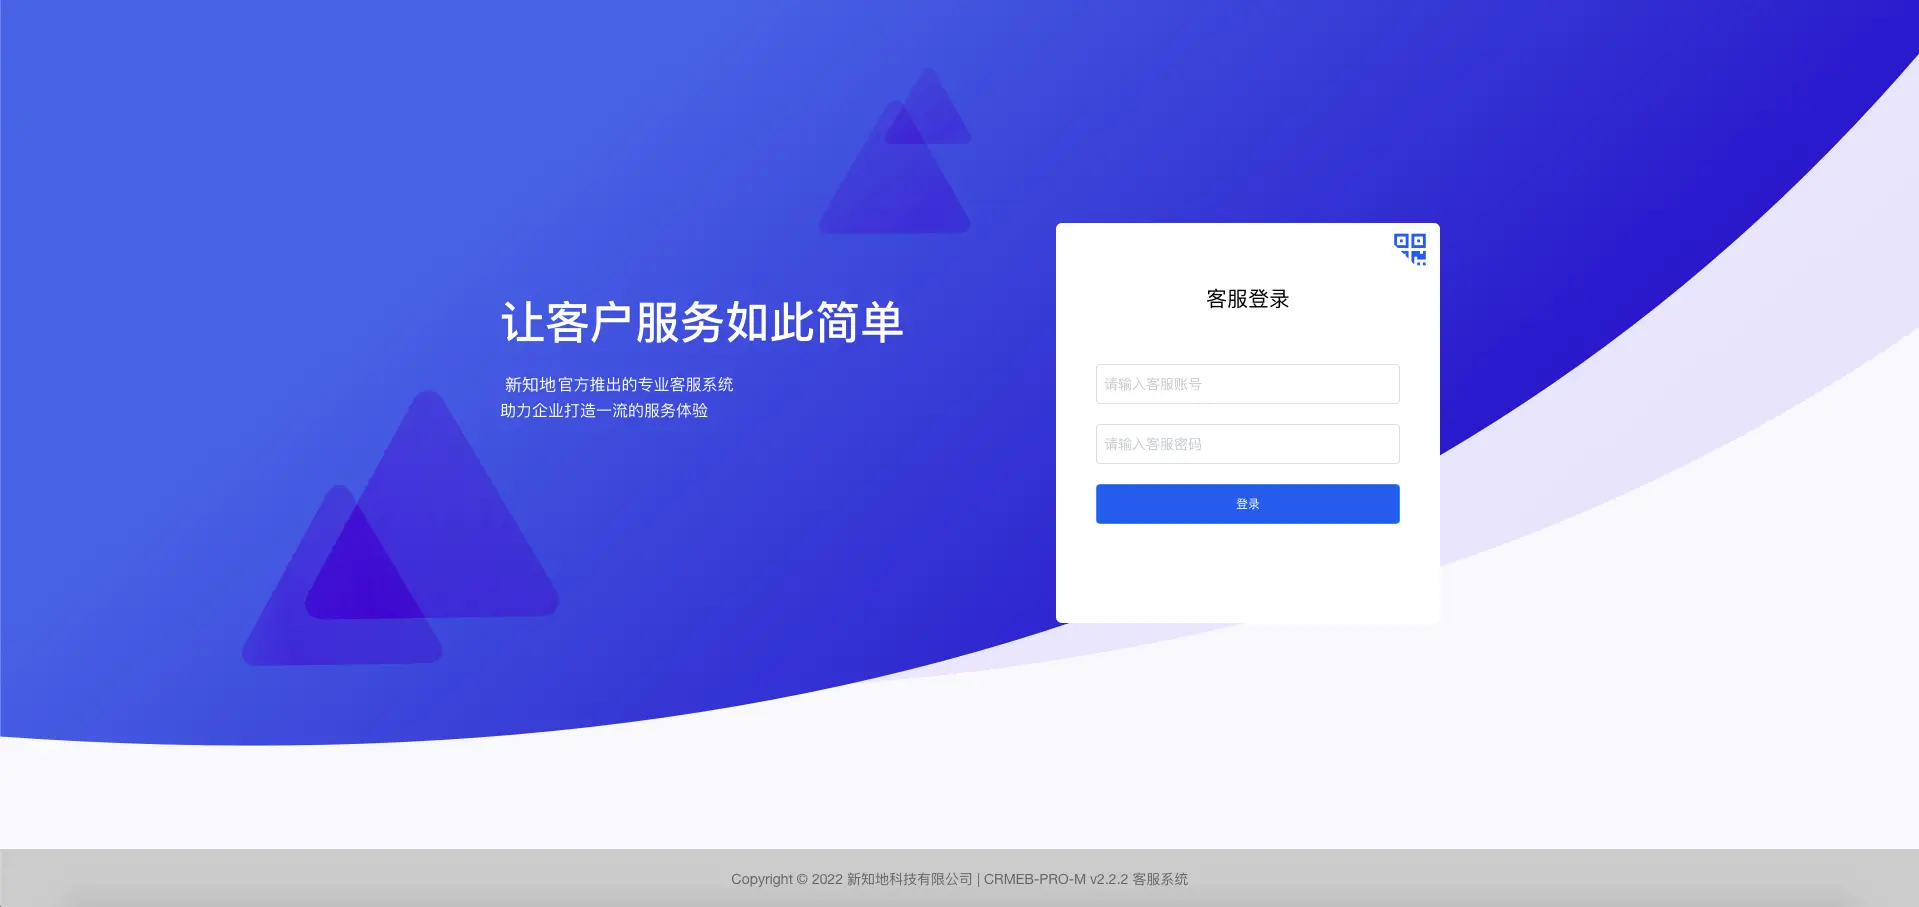 让客户服务如此简单
新知地官方推出的专业客服系统
助力企业打造一流的服务体验
客服登录
请输入客服账号
请输入客服密码
登录
Copyright © 2022 新知地科技有限公司 | CRMEB-PRO-M v2.2.2 客服系统